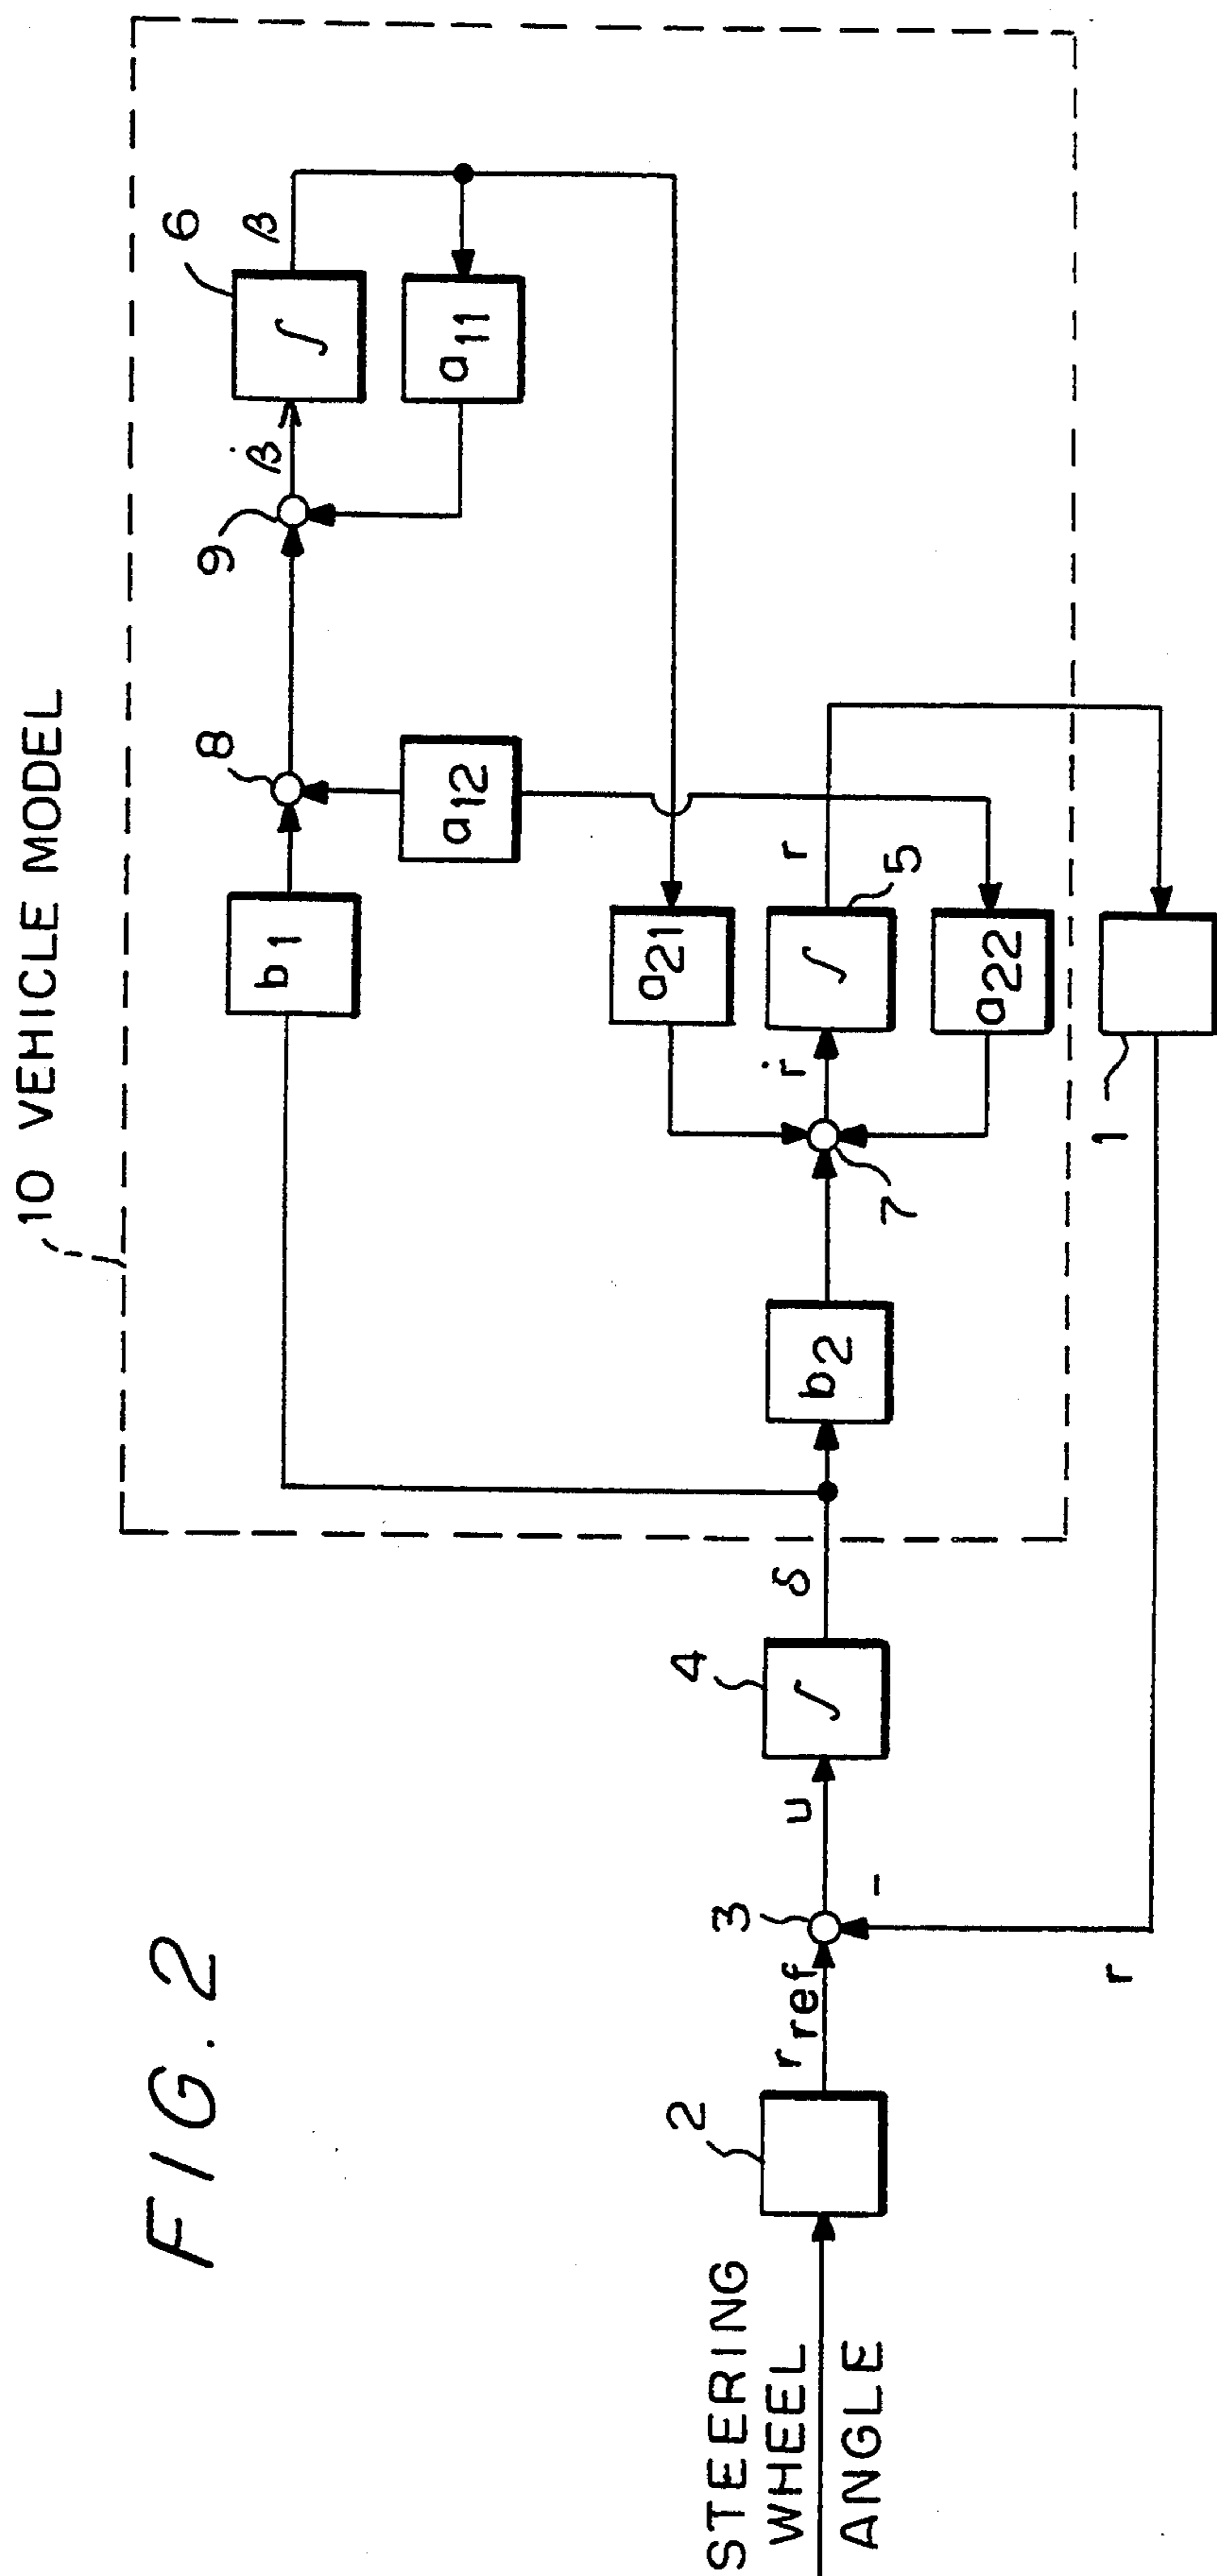 FIG. 2
10 VEHICLE MODEL
STEERING
WHEEL
ANGLE
2
r ref
3
-
r
u
4
∫
δ
b1
b2
8
9
β̇
6
∫
β
a11
a12
a21
7
ṙ
∫
5
r
a22
1